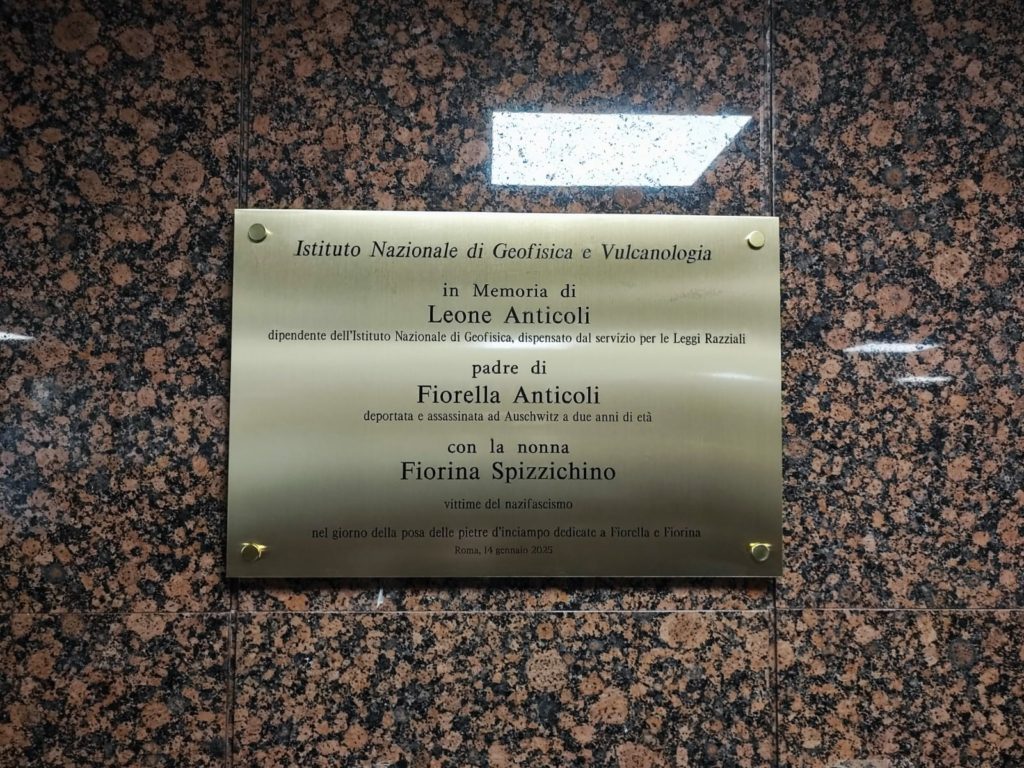 Istituto Nazionale di Geofisica e Vulcanologia
in Memoria di
Leone Anticoli
dipendente dell'Istituto Nazionale di Geofisica, dispensato dal servizio per le Leggi Razziali
padre di
Fiorella Anticoli
deportata e assassinata ad Auschwitz a due anni di età
con la nonna
Fiorina Spizzichino
vittime del nazifascismo
nel giorno della posa delle pietre d'inciampo dedicate a Fiorella e Fiorina
Roma, 14 gennaio 2025